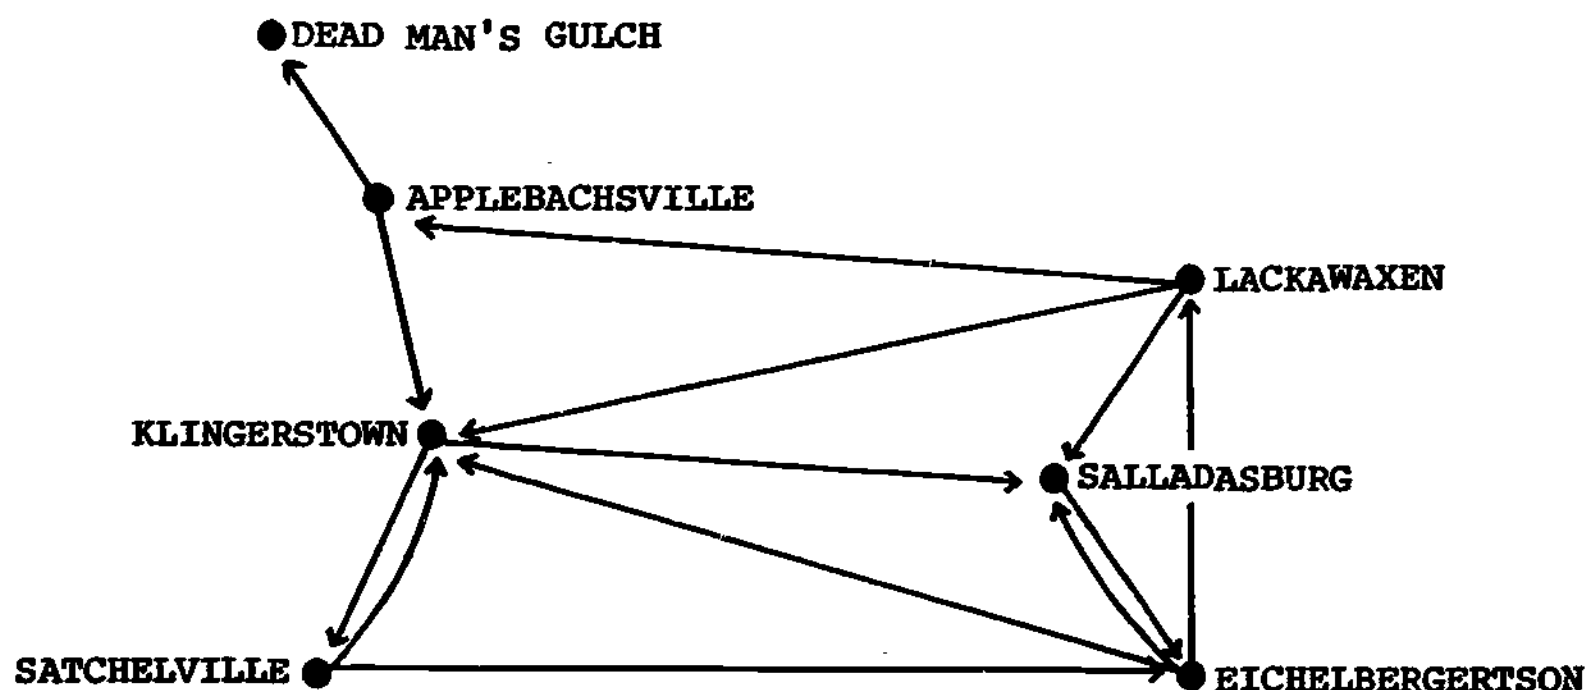 DEAD MAN'S GULCH
APPLEBACHSVILLE
LACKAWAXEN
KLINGERSTOWN
SALLADASBURG
SATCHELVILLE
EICHELBERGERTSON